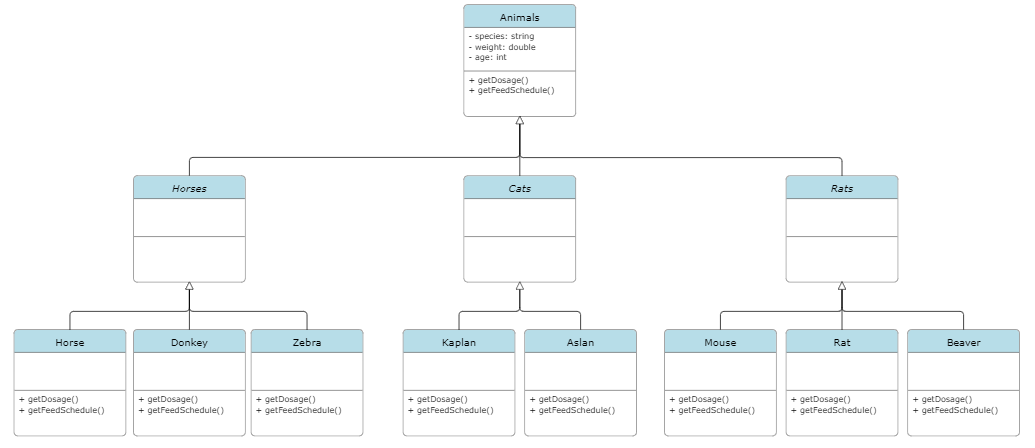 Animals
- species: string
- weight: double
- age: int
+ getDosage()
+ getFeedSchedule()
Horses
Cats
Rats
Horse
+ getDosage()
+ getFeedSchedule()
Donkey
+ getDosage()
+ getFeedSchedule()
Zebra
+ getDosage()
+ getFeedSchedule()
Kaplan
+ getDosage()
+ getFeedSchedule()
Aslan
+ getDosage()
+ getFeedSchedule()
Mouse
+ getDosage()
+ getFeedSchedule()
Rat
+ getDosage()
+ getFeedSchedule()
Beaver
+ getDosage()
+ getFeedSchedule()